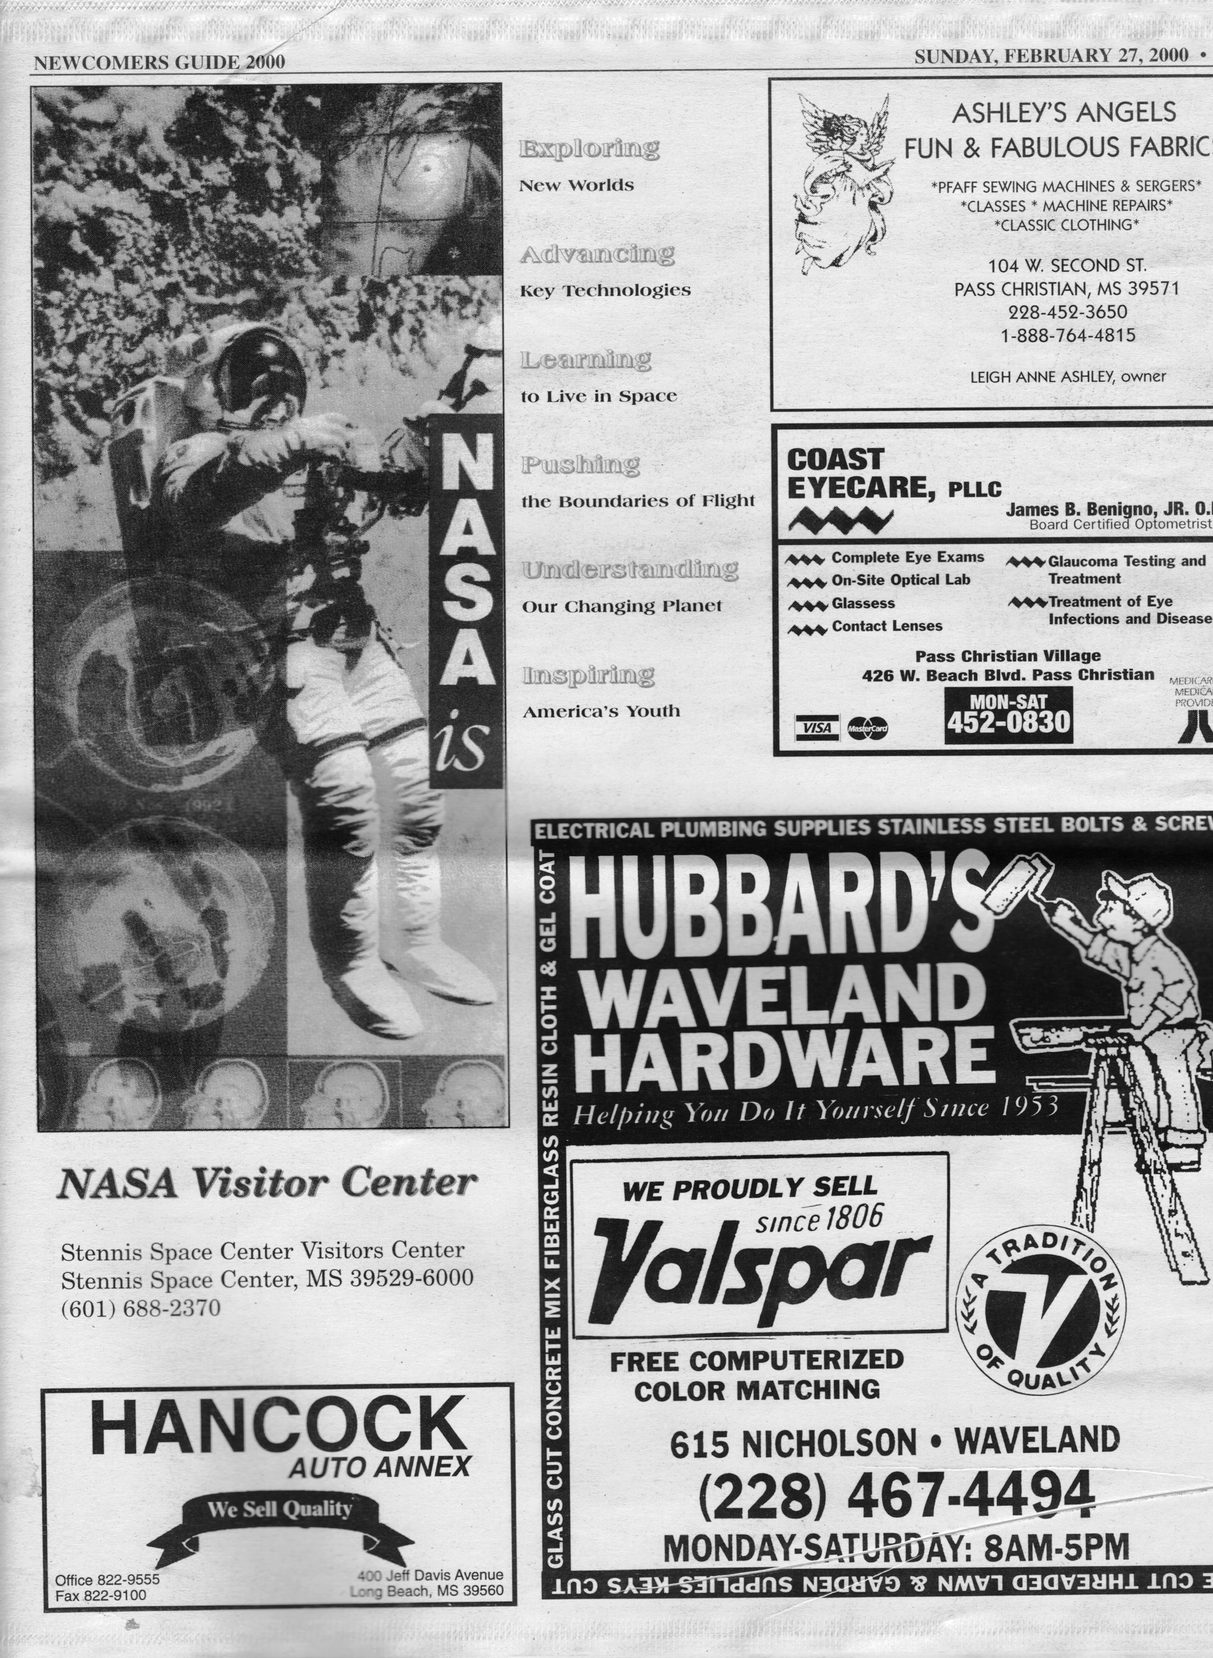 NEWCOMERS GUIDE 2000
SUNDAY, FEBRUARY 27, 2000 •
NASA
is
Exploring
New Worlds
Advancing
Key Technologies
Learning
to Live in Space
Pushing
the Boundaries of Flight
Understanding
Our Changing Planet
Inspiring
America's Youth
NASA Visitor Center
Stennis Space Center Visitors Center
Stennis Space Center, MS 39529-6000
(601) 688-2370
HANCOCK
AUTO ANNEX
We Sell Quality
Office 822-9555
Fax 822-9100
400 Jeff Davis Avenue
Long Beach, MS 39560
ASHLEY'S ANGELS
FUN & FABULOUS FABRIC
*PFAFF SEWING MACHINES & SERGERS*
*CLASSES * MACHINE REPAIRS*
*CLASSIC CLOTHING*
104 W. SECOND ST.
PASS CHRISTIAN, MS 39571
228-452-3650
1-888-764-4815
LEIGH ANNE ASHLEY, owner
COAST
EYECARE, PLLC
James B. Benigno, JR. O.
Board Certified Optometrist
Complete Eye Exams
On-Site Optical Lab
Glassess
Contact Lenses
Glaucoma Testing and
Treatment
Treatment of Eye
Infections and Disease
Pass Christian Village
426 W. Beach Blvd. Pass Christian
MON-SAT
452-0830
VISA
MasterCard
MEDICAR
MEDICA
PROVIDE
ELECTRICAL PLUMBING SUPPLIES STAINLESS STEEL BOLTS & SCREW
GLASS CUT CONCRETE MIX FIBERGLASS RESIN CLOTH & GEL COAT
HUBBARD'S
WAVELAND
HARDWARE
Helping You Do It Yourself Since 1953
WE PROUDLY SELL
since 1806
Valspar
A TRADITION
V
OF QUALITY
FREE COMPUTERIZED
COLOR MATCHING
615 NICHOLSON • WAVELAND
(228) 467-4494
MONDAY-SATURDAY: 8AM-5PM
E CUT THREADED LAWN & GARDEN SUPPLIES KEYS CUT